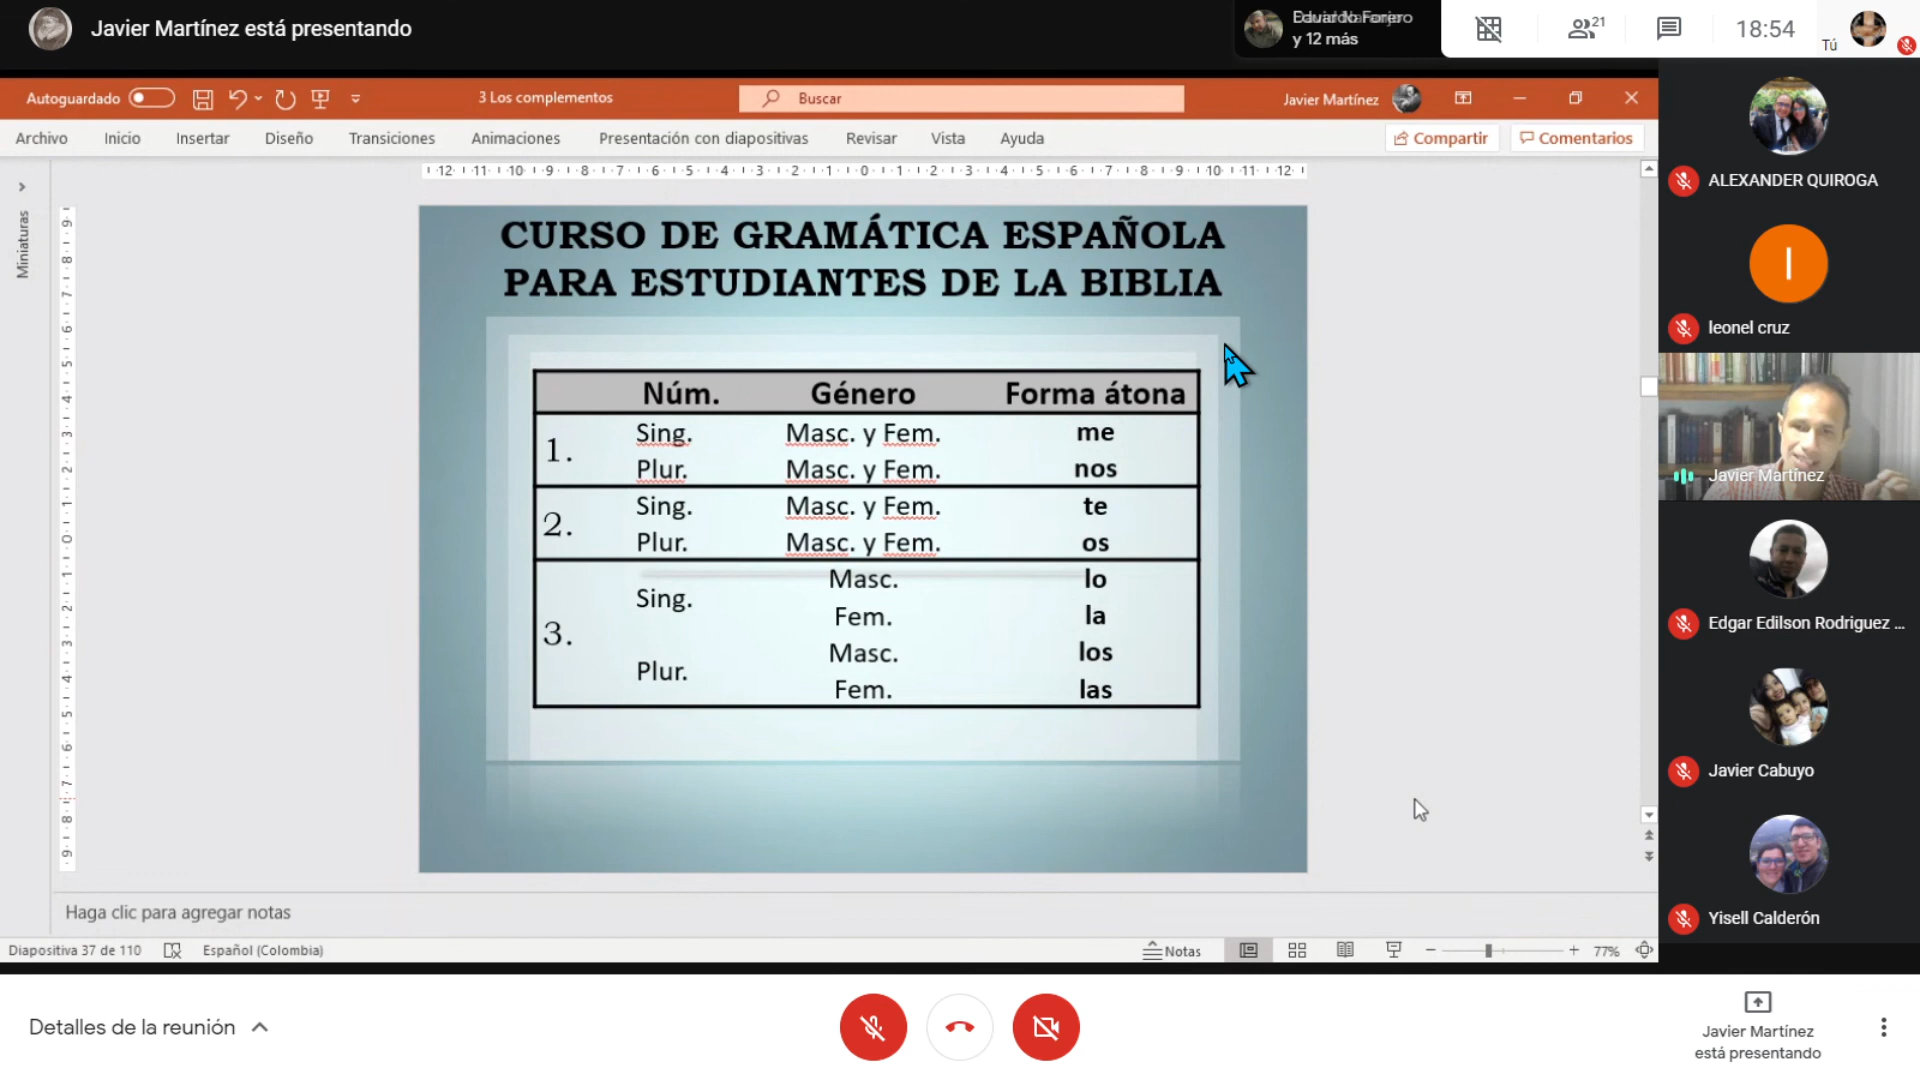 Javier Martínez está presentando
y 12 más
21
18:54
Tú
Autoguardado
3 Los complementos
Buscar
Javier Martínez
Archivo
Inicio
Insertar
Diseño
Transiciones
Animaciones
Presentación con diapositivas
Revisar
Vista
Ayuda
Compartir
Comentarios
Miniaturas
CURSO DE GRAMÁTICA ESPAÑOLA
PARA ESTUDIANTES DE LA BIBLIA
Núm. Género Forma átona
1. Sing. Masc. y Fem. me
Plur. Masc. y Fem. nos
2. Sing. Masc. y Fem. te
Plur. Masc. y Fem. os
3. Sing. Masc. lo
Fem. la
Plur. Masc. los
Fem. las
Haga clic para agregar notas
Diapositiva 37 de 110
Español (Colombia)
Notas
77%
ALEXANDER QUIROGA
l
leonel cruz
Javier Martínez
Edgar Edilson Rodriguez ...
Javier Cabuyo
Yisell Calderón
Detalles de la reunión
Javier Martínez
está presentando